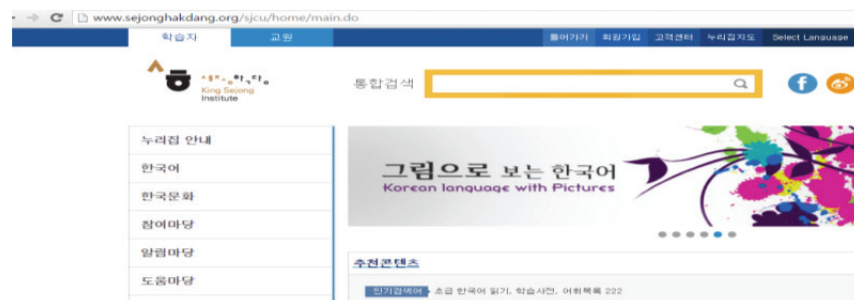 www.sejonghakdang.org/sjcu/home/main.do
학습자 교원 들어가기 회원가입 고객센터 누리집지도 Select Language
세종학당
King Sejong
Institute
통합검색
누리집 안내
한국어
한국문화
참여마당
알림마당
도움마당
그림으로 보는 한국어
Korean language with Pictures
추천콘텐츠
인기검색어 초급 한국어 읽기, 학습사전, 어휘목록 222